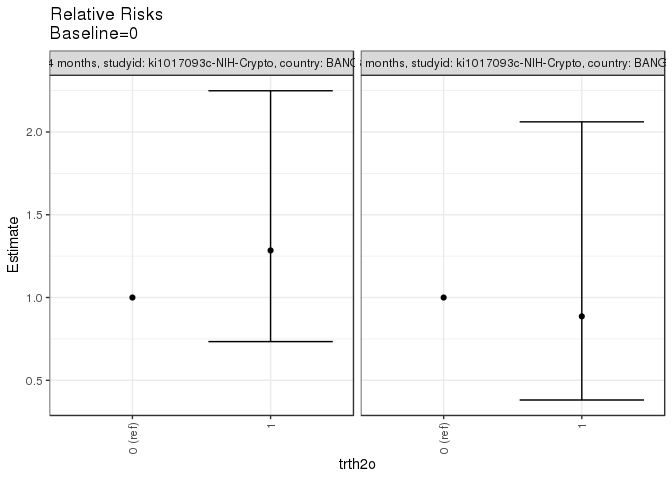 Relative Risks
Baseline=0
4 months, studyid: ki1017093c-NIH-Crypto, country: BANG
months, studyid: ki1017093c-NIH-Crypto, country: BANG
Estimate
2.0
1.5
1.0
0.5
0 (ref)
1
0 (ref)
1
trth2o